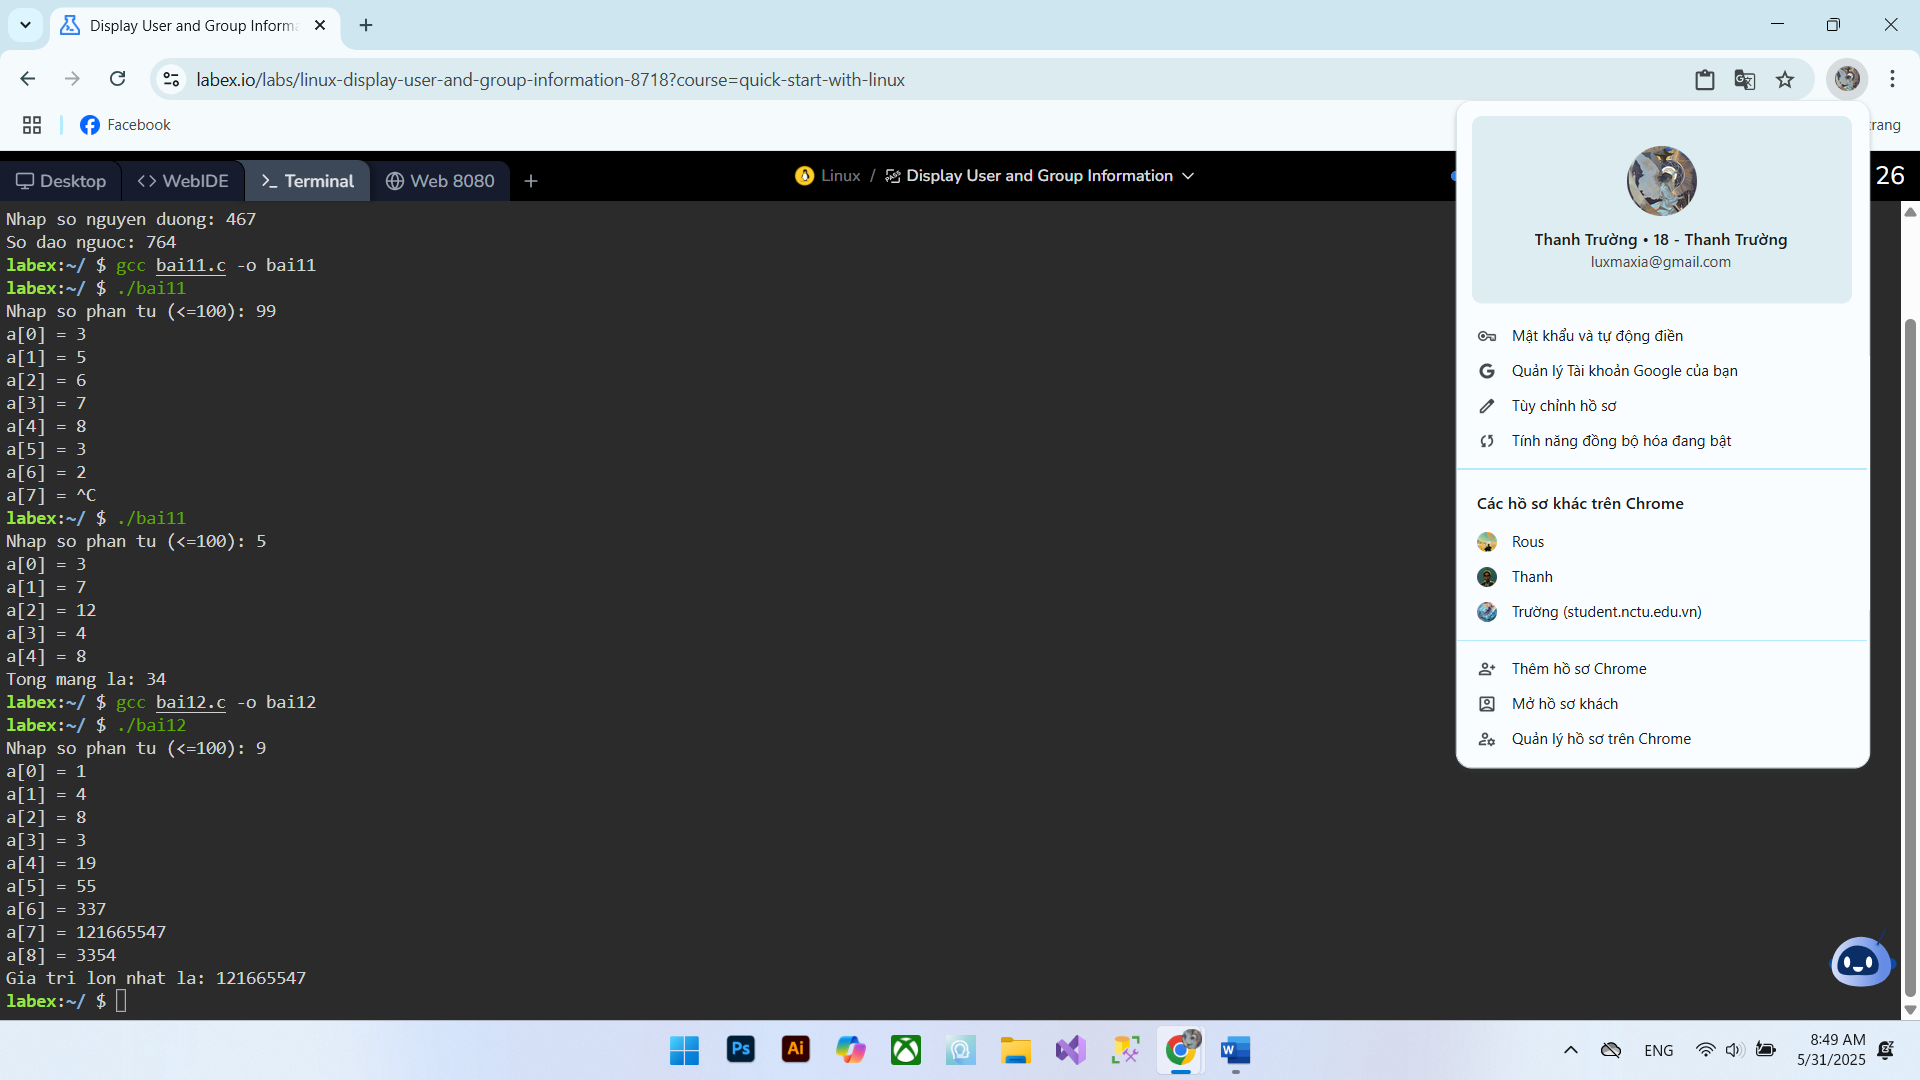 Display User and Group Informa
labex.io/labs/linux-display-user-and-group-information-8718?course=quick-start-with-linux
Facebook
rang
Desktop
<> WebIDE
>_ Terminal
Web 8080
Linux / Display User and Group Information
26
Nhap so nguyen duong: 467
So dao nguoc: 764
labex:~/ $ gcc bai11.c -o bai11
labex:~/ $ ./bai11
Nhap so phan tu (<=100): 99
a[0] = 3
a[1] = 5
a[2] = 6
a[3] = 7
a[4] = 8
a[5] = 3
a[6] = 2
a[7] = ^C
labex:~/ $ ./bai11
Nhap so phan tu (<=100): 5
a[0] = 3
a[1] = 7
a[2] = 12
a[3] = 4
a[4] = 8
Tong mang la: 34
labex:~/ $ gcc bai12.c -o bai12
labex:~/ $ ./bai12
Nhap so phan tu (<=100): 9
a[0] = 1
a[1] = 4
a[2] = 8
a[3] = 3
a[4] = 19
a[5] = 55
a[6] = 337
a[7] = 121665547
a[8] = 3354
Gia tri lon nhat la: 121665547
labex:~/ $
Thanh Trường • 18 - Thanh Trường
luxmaxia@gmail.com
Mật khẩu và tự động điền
Quản lý Tài khoản Google của bạn
Tùy chỉnh hồ sơ
Tính năng đồng bộ hóa đang bật
Các hồ sơ khác trên Chrome
Rous
Thanh
Trường (student.nctu.edu.vn)
Thêm hồ sơ Chrome
Mở hồ sơ khách
Quản lý hồ sơ trên Chrome
Ps
Ai
W
ENG
8:49 AM
5/31/2025